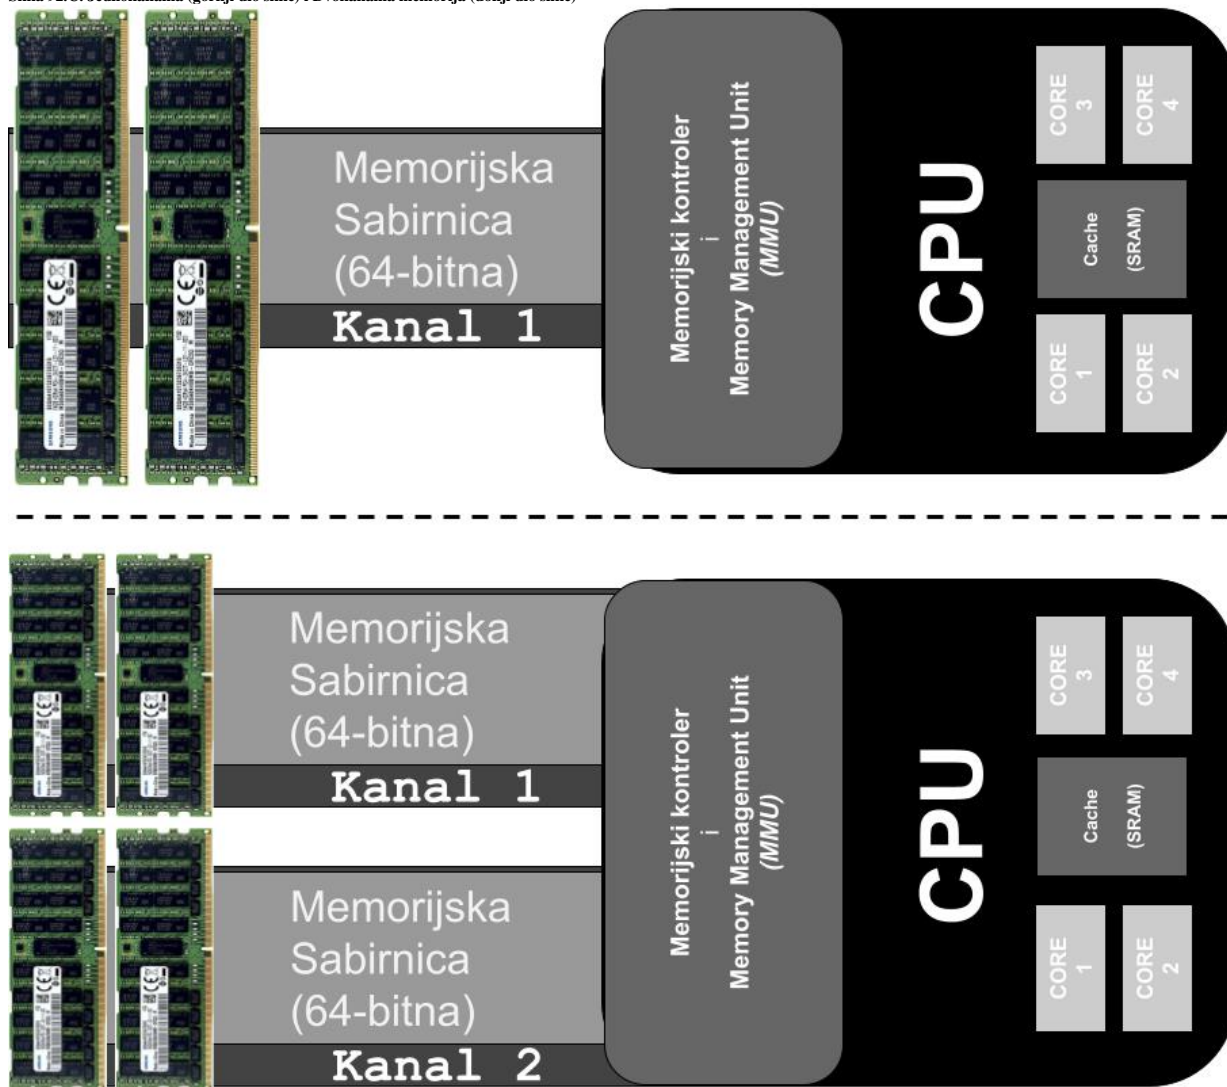 Memorijska
Sabirnica
(64-bitna)
Kanal 1
Memorijski kontroler
i
Memory Management Unit
(MMU)
CPU
CORE 3
CORE 4
Cache
(SRAM)
CORE 1
CORE 2
Memorijska
Sabirnica
(64-bitna)
Kanal 1
Memorijska
Sabirnica
(64-bitna)
Kanal 2
Memorijski kontroler
i
Memory Management Unit
(MMU)
CPU
CORE 3
CORE 4
Cache
(SRAM)
CORE 1
CORE 2